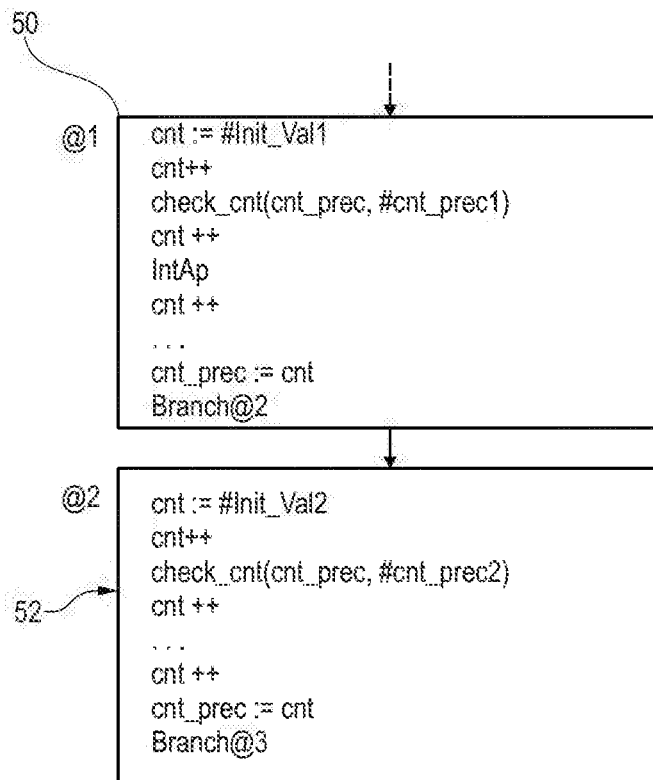 50
@1
cnt := #Init_Val1
cnt++
check_cnt(cnt_prec, #cnt_prec1)
cnt ++
IntAp
cnt ++
. . .
cnt_prec := cnt
Branch@2
@2
cnt := #Init_Val2
cnt++
check_cnt(cnt_prec, #cnt_prec2)
52
cnt ++
. . .
cnt ++
cnt_prec := cnt
Branch@3